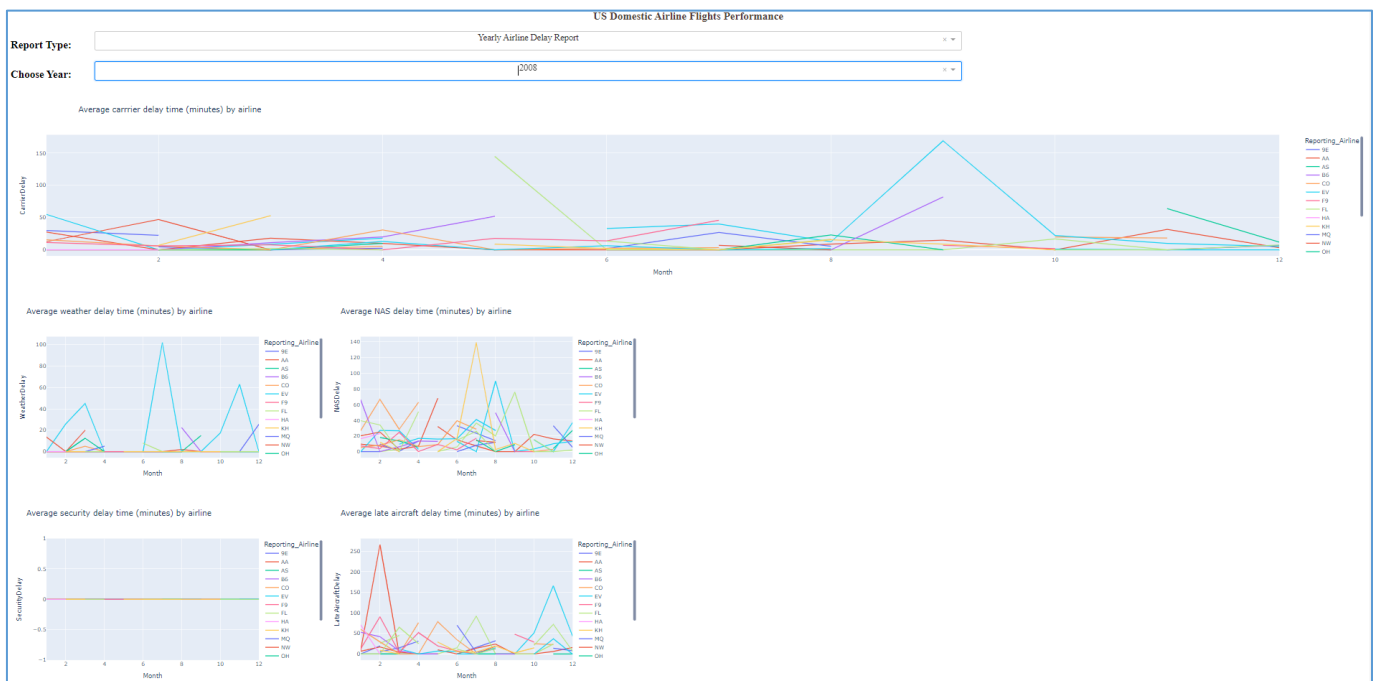 US Domestic Airline Flights Performance
Report Type:
Yearly Airline Delay Report
Choose Year:
2008
Average carrrier delay time (minutes) by airline
CarrierDelay
150
100
50
0
2
4
6
8
10
12
Month
Reporting_Airline
9E
AA
AS
B6
CO
EV
F9
FL
HA
KH
MQ
NW
OH
Average weather delay time (minutes) by airline
WeatherDelay
100
80
60
40
20
0
2
4
6
8
10
12
Month
Reporting_Airline
9E
AA
AS
B6
CO
EV
F9
FL
HA
KH
MQ
NW
OH
Average NAS delay time (minutes) by airline
NASDelay
140
120
100
80
60
40
20
0
2
4
6
8
10
12
Month
Reporting_Airline
9E
AA
AS
B6
CO
EV
F9
FL
HA
KH
MQ
NW
OH
Average security delay time (minutes) by airline
SecurityDelay
1
0.5
0
−0.5
−1
2
4
6
8
10
12
Month
Reporting_Airline
9E
AA
AS
B6
CO
EV
F9
FL
HA
KH
MQ
NW
OH
Average late aircraft delay time (minutes) by airline
LateAircraftDelay
250
200
150
100
50
0
2
4
6
8
10
12
Month
Reporting_Airline
9E
AA
AS
B6
CO
EV
F9
FL
HA
KH
MQ
NW
OH